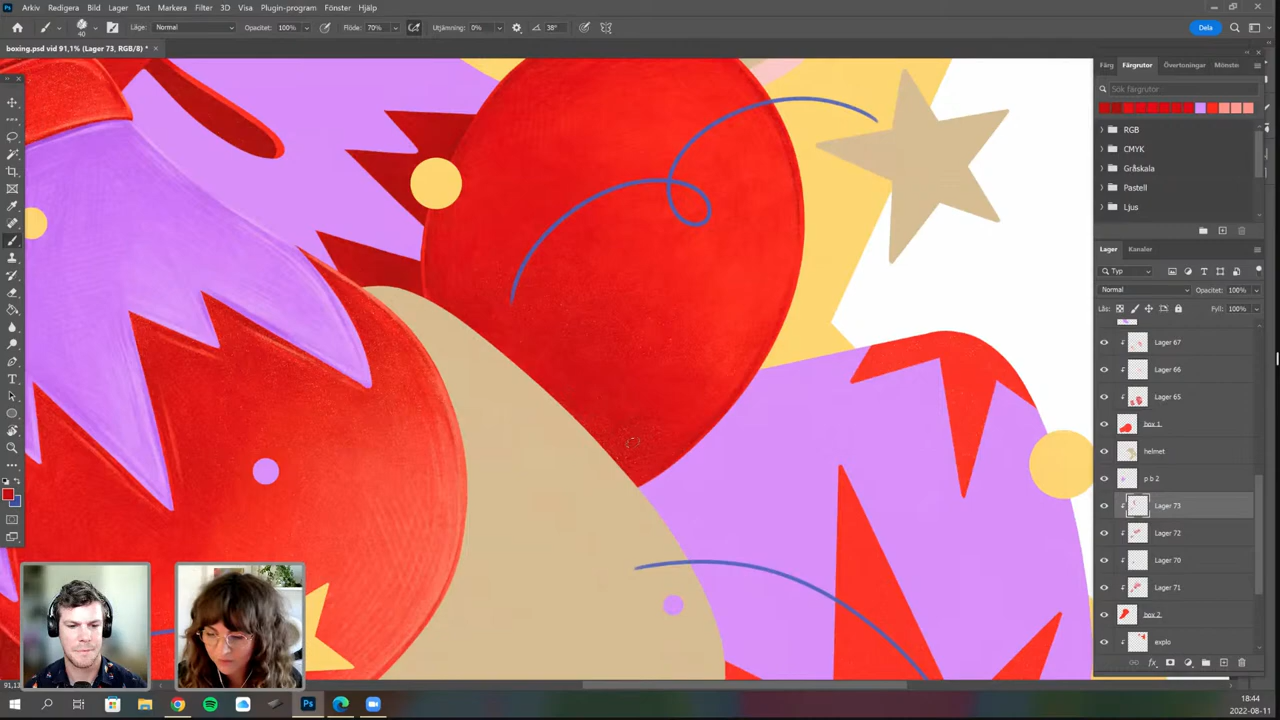 Arkiv Redigera Bild Lager Text Markera Filter 3D Visa Plugin-program Fönster Hjälp
40 Läge: Normal Opacitet: 100% Flöde: 70% Utjämning: 0% 38° Dela
boxing.psd vid 91,1% (Lager 73, RGB/8) *
Färg Färgrutor Övertoningar Mönste
Sök färgrutor
RGB
CMYK
Gråskala
Pastell
Ljus
Lager Kanaler
Typ
Normal Opacitet: 100%
Lås: Fyll: 100%
Lager 67
Lager 66
Lager 65
box 1
helmet
p b 2
Lager 73
Lager 72
Lager 70
Lager 71
box 2
explo
18:44
2022-08-11